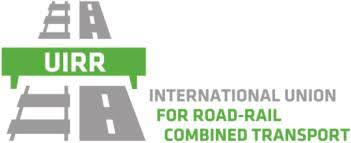 UIRR
INTERNATIONAL UNION
FOR ROAD-RAIL
COMBINED TRANSPORT